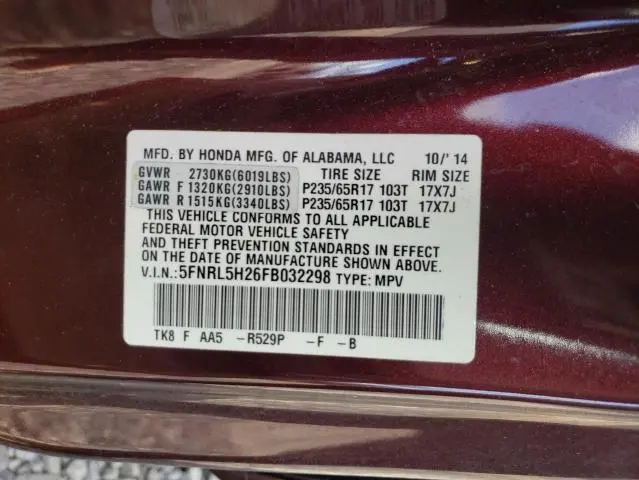 MFD. BY HONDA MFG. OF ALABAMA, LLC 10/'14
GVWR 2730KG(6019LBS) TIRE SIZE RIM SIZE
GAWR F 1320KG(2910LBS) P235/65R17 103T 17X7J
GAWR R 1515KG(3340LBS) P235/65R17 103T 17X7J
THIS VEHICLE CONFORMS TO ALL APPLICABLE
FEDERAL MOTOR VEHICLE SAFETY
AND THEFT PREVENTION STANDARDS IN EFFECT
ON THE DATE OF MANUFACTURE SHOWN ABOVE.
V.I.N.:5FNRL5H26FB032298 TYPE: MPV
TK8 F AA5 -R529P -F -B